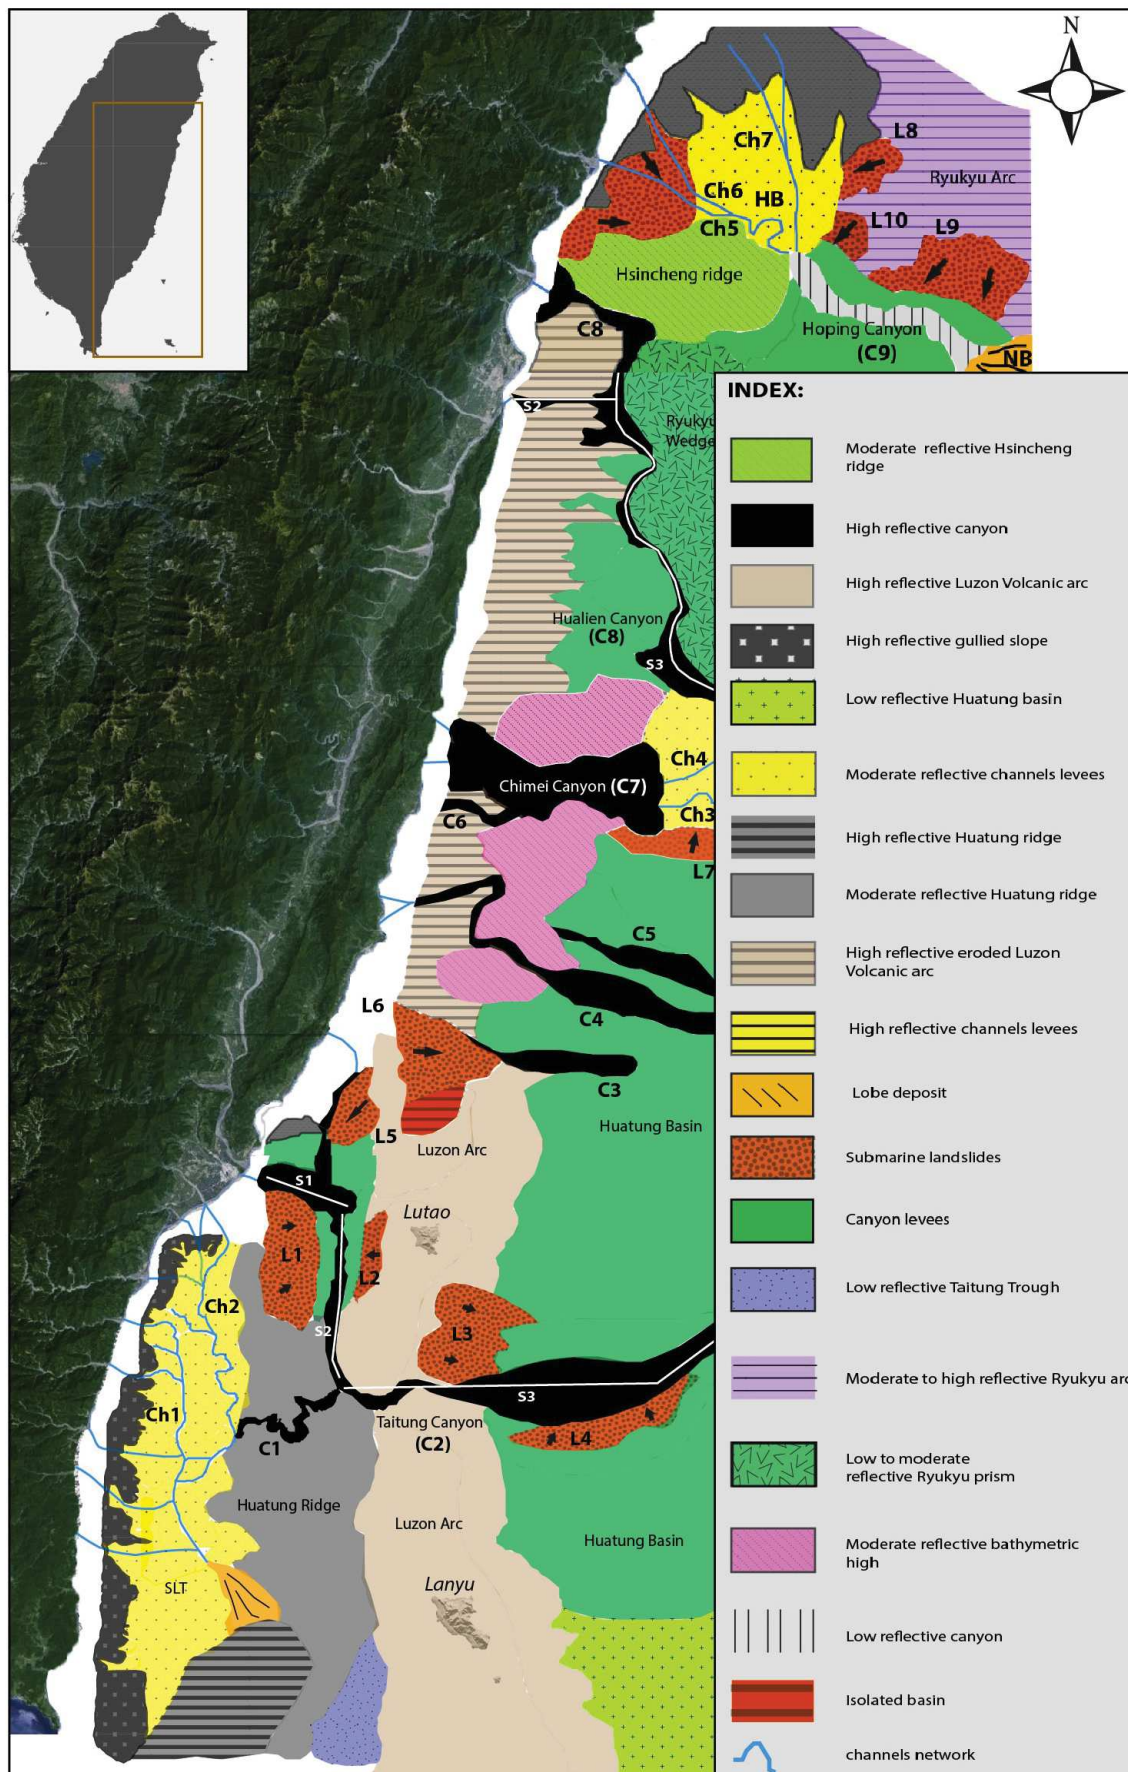 N
L8
Ch7
Ryukyu Arc
Ch6
HB
L10
L9
Ch5
Hsincheng ridge
C8
Hoping Canyon
(C9)
NB
S2
Ryukyu
Wedge
Hualien Canyon
(C8)
S3
Ch4
Chimei Canyon (C7)
C6
Ch3
L7
C5
L6
C4
C3
Huatung Basin
L5
Luzon Arc
S1
Lutao
L1
L2
Ch2
S2
L3
S3
Ch1
Taitung Canyon
(C2)
C1
L4
Huatung Ridge
Luzon Arc
Huatung Basin
SLT
Lanyu
INDEX:
Moderate reflective Hsincheng
ridge
High reflective canyon
High reflective Luzon Volcanic arc
High reflective gullied slope
Low reflective Huatung basin
Moderate reflective channels levees
High reflective Huatung ridge
Moderate reflective Huatung ridge
High reflective eroded Luzon
Volcanic arc
High reflective channels levees
Lobe deposit
Submarine landslides
Canyon levees
Low reflective Taitung Trough
Moderate to high reflective Ryukyu arc
Low to moderate
reflective Ryukyu prism
Moderate reflective bathymetric
high
Low reflective canyon
Isolated basin
channels network